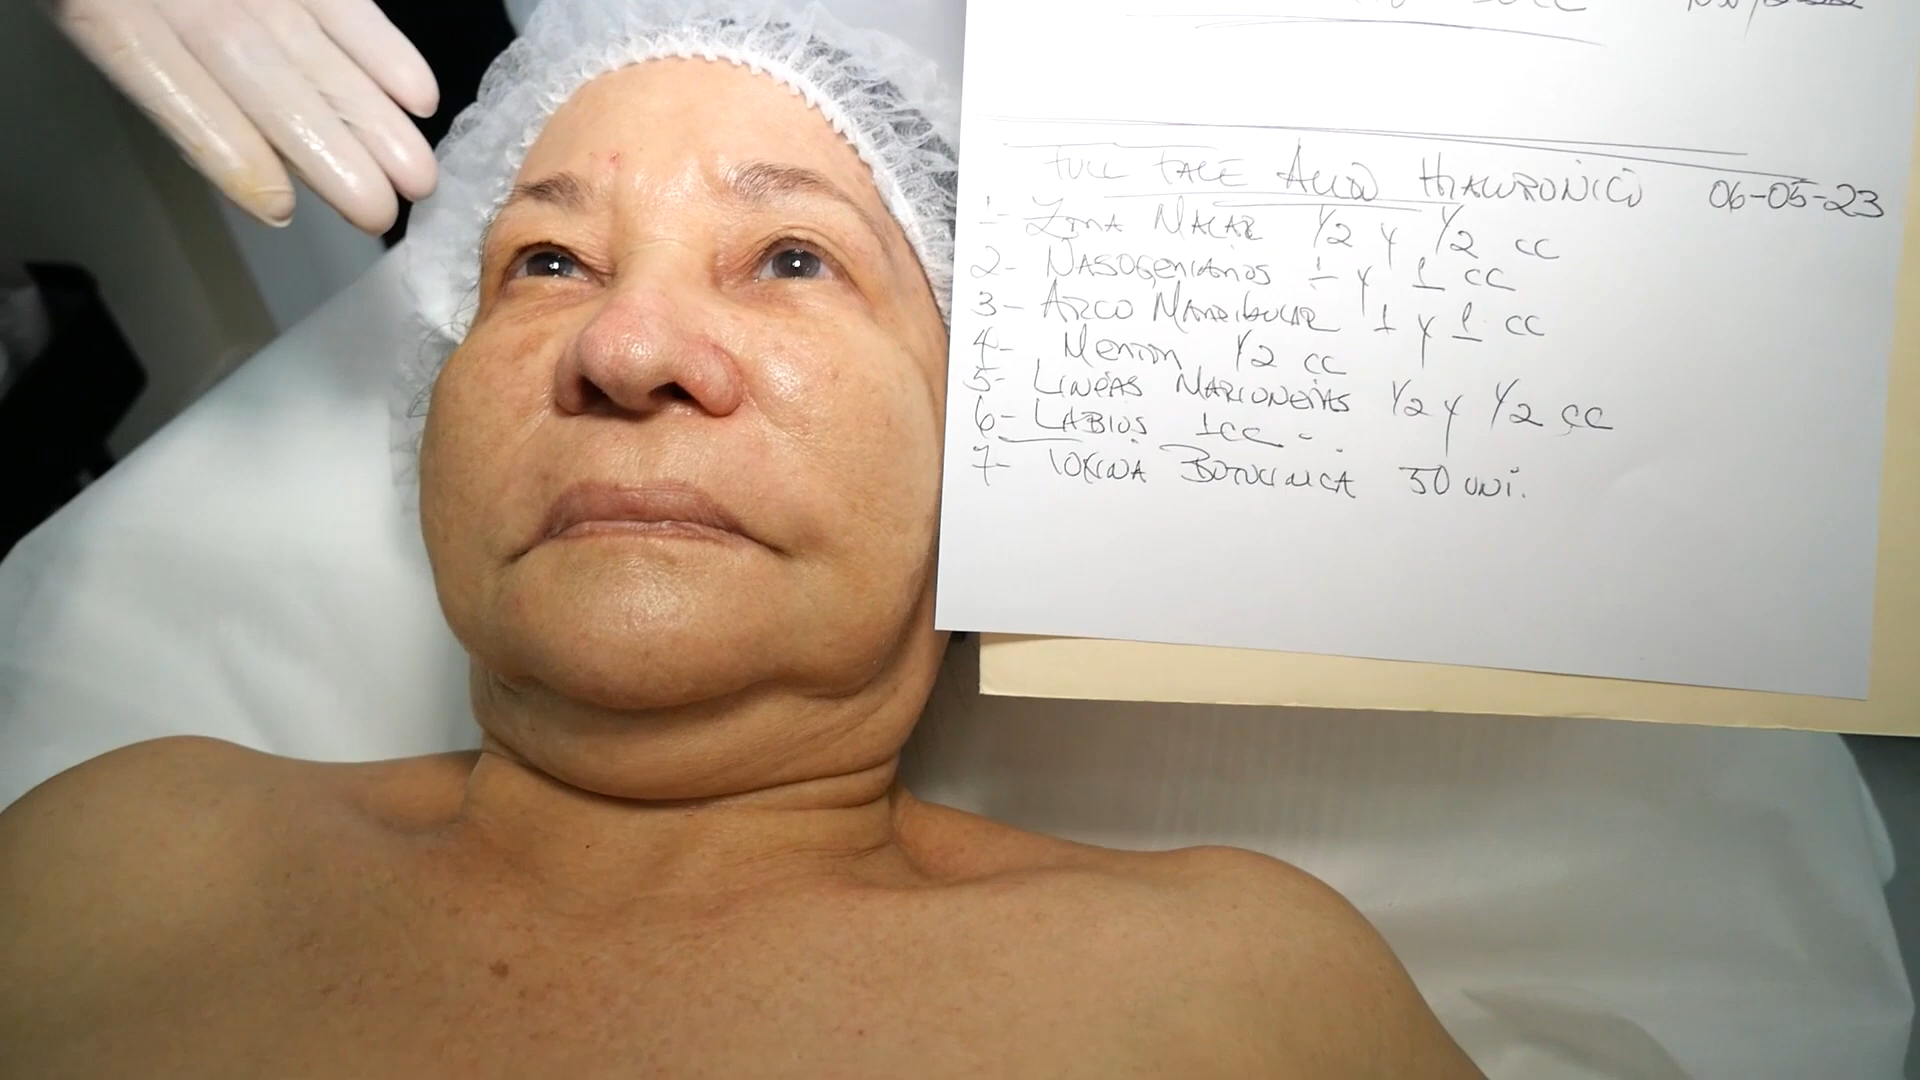 FULL FACE ACIDO HIALURONICO 06-05-23
1- ZONA MALAR 1/2 Y 1/2 CC
2- NASOGENIANOS 1 Y 1 CC
3- ARCO MANDIBULAR 1 Y 1 CC
4- Menton 1/2 CC
5- LINEAS MARIONETAS 1/2 Y 1/2 CC
6- LABIOS 1CC
7- TOXINA BOTULINICA 50 UNI.